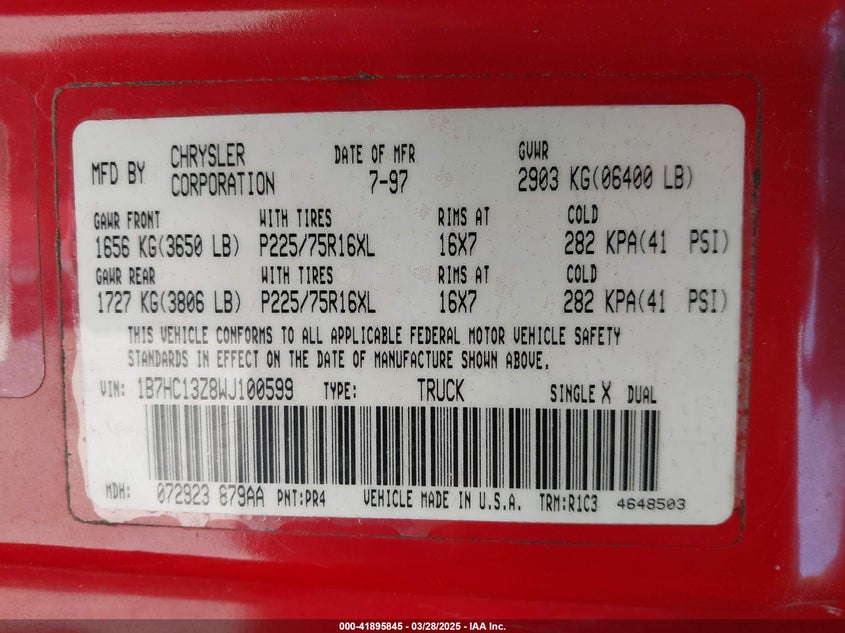 MFD BY CHRYSLER CORPORATION DATE OF MFR 7-97 GVWR 2903 KG(06400 LB)
GAWR FRONT WITH TIRES RIMS AT COLD
1656 KG(3650 LB) P225/75R16XL 16X7 282 KPA(41 PSI)
GAWR REAR WITH TIRES RIMS AT COLD
1727 KG(3806 LB) P225/75R16XL 16X7 282 KPA(41 PSI)
THIS VEHICLE CONFORMS TO ALL APPLICABLE FEDERAL MOTOR VEHICLE SAFETY
STANDARDS IN EFFECT ON THE DATE OF MANUFACTURE SHOWN ABOVE.
VIN: 1B7HC13Z8WJ100599 TYPE: TRUCK SINGLE X DUAL
MDH: 072923 879AA PNT:PR4 VEHICLE MADE IN U.S.A. TRM:R1C3 4648503
000-41895845 / 03/28/2025 - IAA Inc.